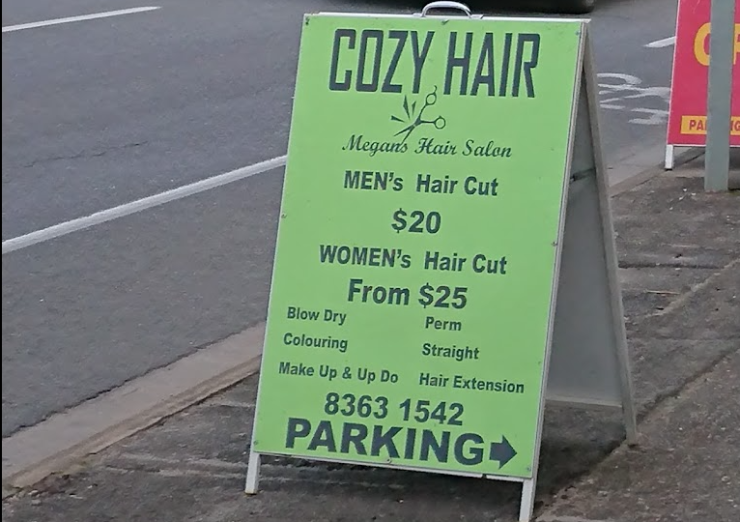 COZY HAIR
Megans Hair Salon
MEN's Hair Cut
$20
WOMEN's Hair Cut
From $25
Blow Dry Perm
Colouring Straight
Make Up & Up Do Hair Extension
8363 1542
PARKING